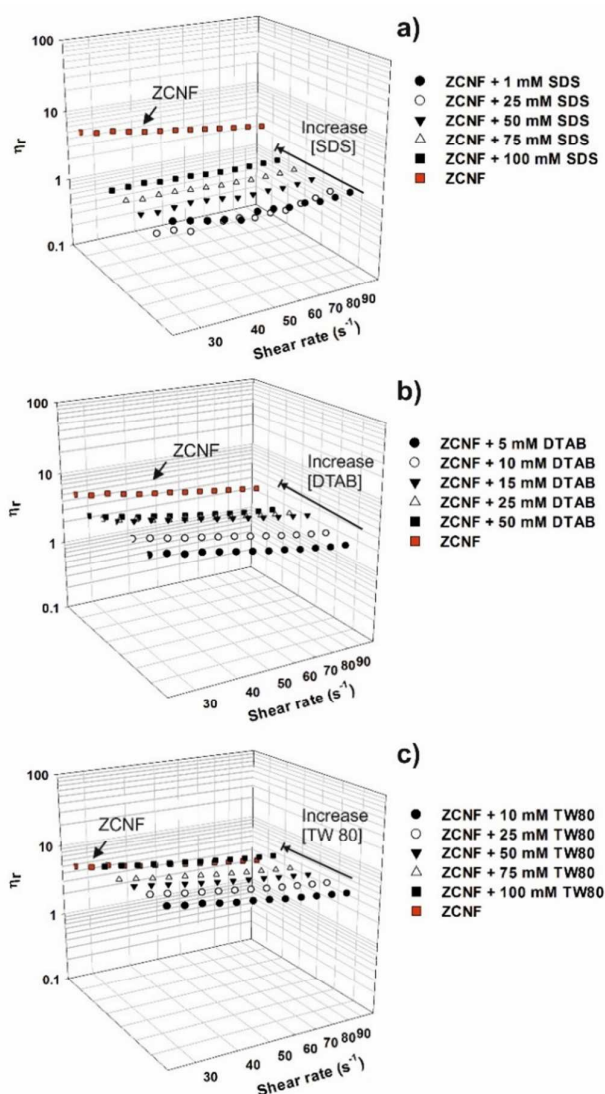 a)
100
10
1
0.1
ηr
ZCNF
Increase
[SDS]
30
40
50
60
70
80
90
Shear rate (s-1)
ZCNF + 1 mM SDS
ZCNF + 25 mM SDS
ZCNF + 50 mM SDS
ZCNF + 75 mM SDS
ZCNF + 100 mM SDS
ZCNF
b)
100
10
1
0.1
ηr
ZCNF
Increase
[DTAB]
30
40
50
60
70
80
90
Shear rate (s-1)
ZCNF + 5 mM DTAB
ZCNF + 10 mM DTAB
ZCNF + 15 mM DTAB
ZCNF + 25 mM DTAB
ZCNF + 50 mM DTAB
ZCNF
c)
100
10
1
0.1
ηr
ZCNF
Increase
[TW 80]
30
40
50
60
70
80
90
Shear rate (s-1)
ZCNF + 10 mM TW80
ZCNF + 25 mM TW80
ZCNF + 50 mM TW80
ZCNF + 75 mM TW80
ZCNF + 100 mM TW80
ZCNF